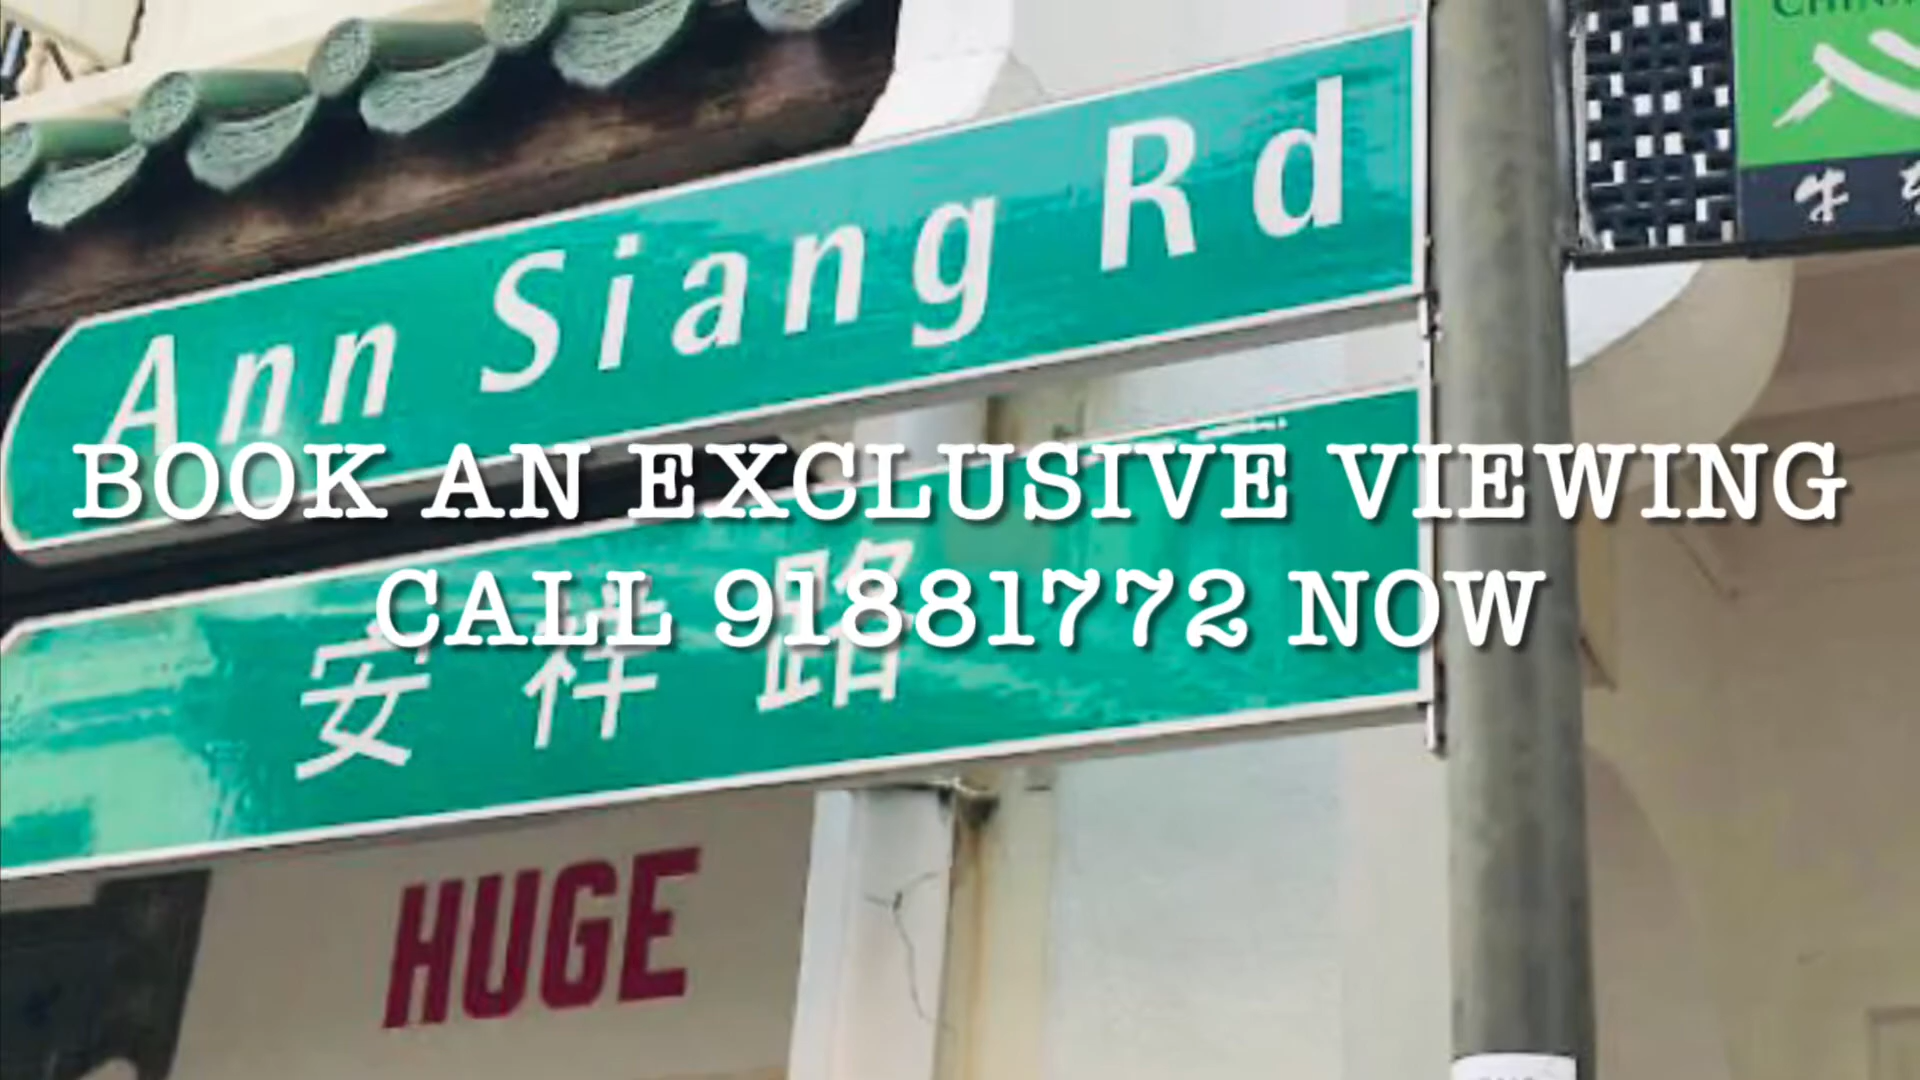 Ann Siang Rd
BOOK AN EXCLUSIVE VIEWING
CALL 91881772 NOW
安祥路
HUGE